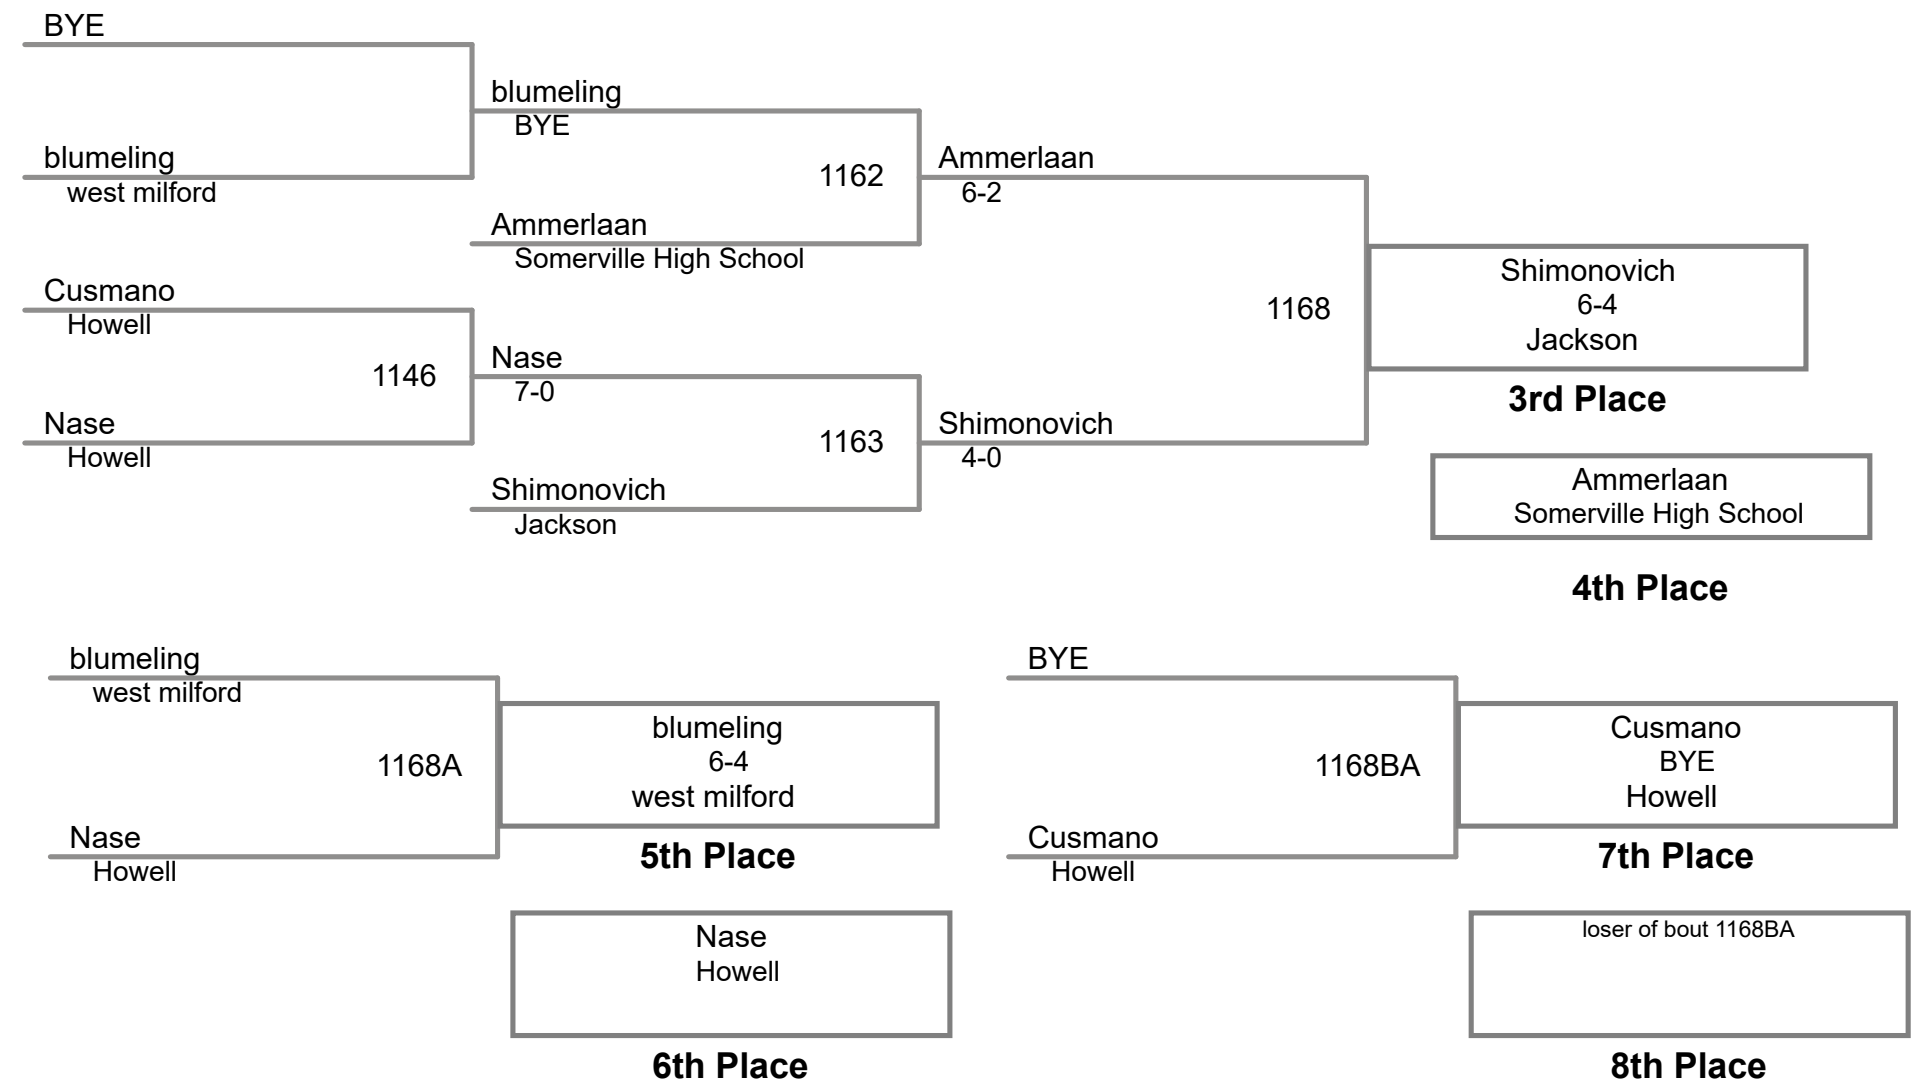 BYE
blumeling
BYE
blumeling
west milford
1162
Ammerlaan
6-2
Ammerlaan
Somerville High School
Cusmano
Howell
1168
Shimonovich
6-4
Jackson
3rd Place
1146
Nase
7-0
Nase
Howell
1163
Shimonovich
4-0
Shimonovich
Jackson
Ammerlaan
Somerville High School
4th Place
blumeling
west milford
1168A
Nase
Howell
blumeling
6-4
west milford
5th Place
Nase
Howell
6th Place
BYE
1168BA
Cusmano
Howell
Cusmano
BYE
Howell
7th Place
loser of bout 1168BA
8th Place